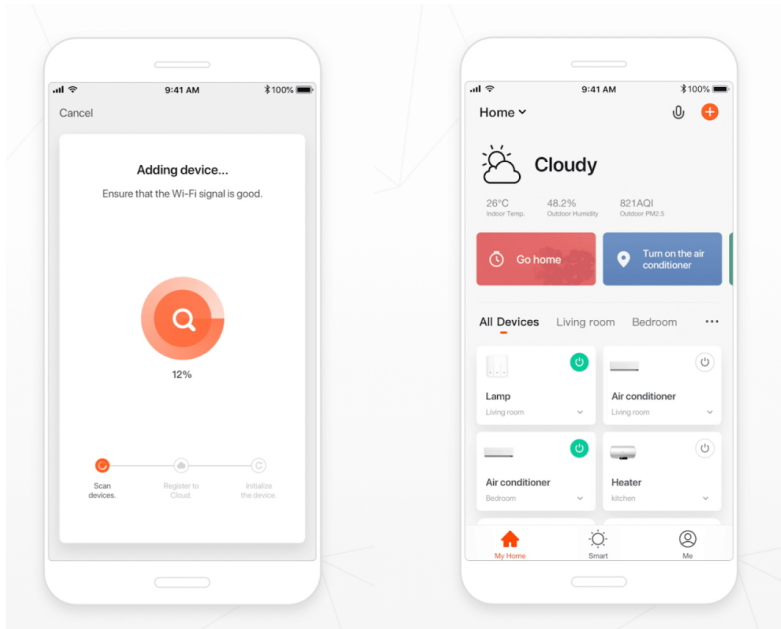 9:41 AM
100%
Cancel
Adding device...
Ensure that the Wi-Fi signal is good.
12%
Scan
devices.
Register to
Cloud.
Initialize
the device.
9:41 AM
100%
Home
Cloudy
26°C
48.2%
821AQI
Indoor Temp.
Outdoor Humidity
Outdoor PM2.5
Go home
Turn on the air
conditioner
All Devices
Living room
Bedroom
Lamp
Living room
Air conditioner
Living room
Air conditioner
Bedroom
Heater
kitchen
My Home
Smart
Me